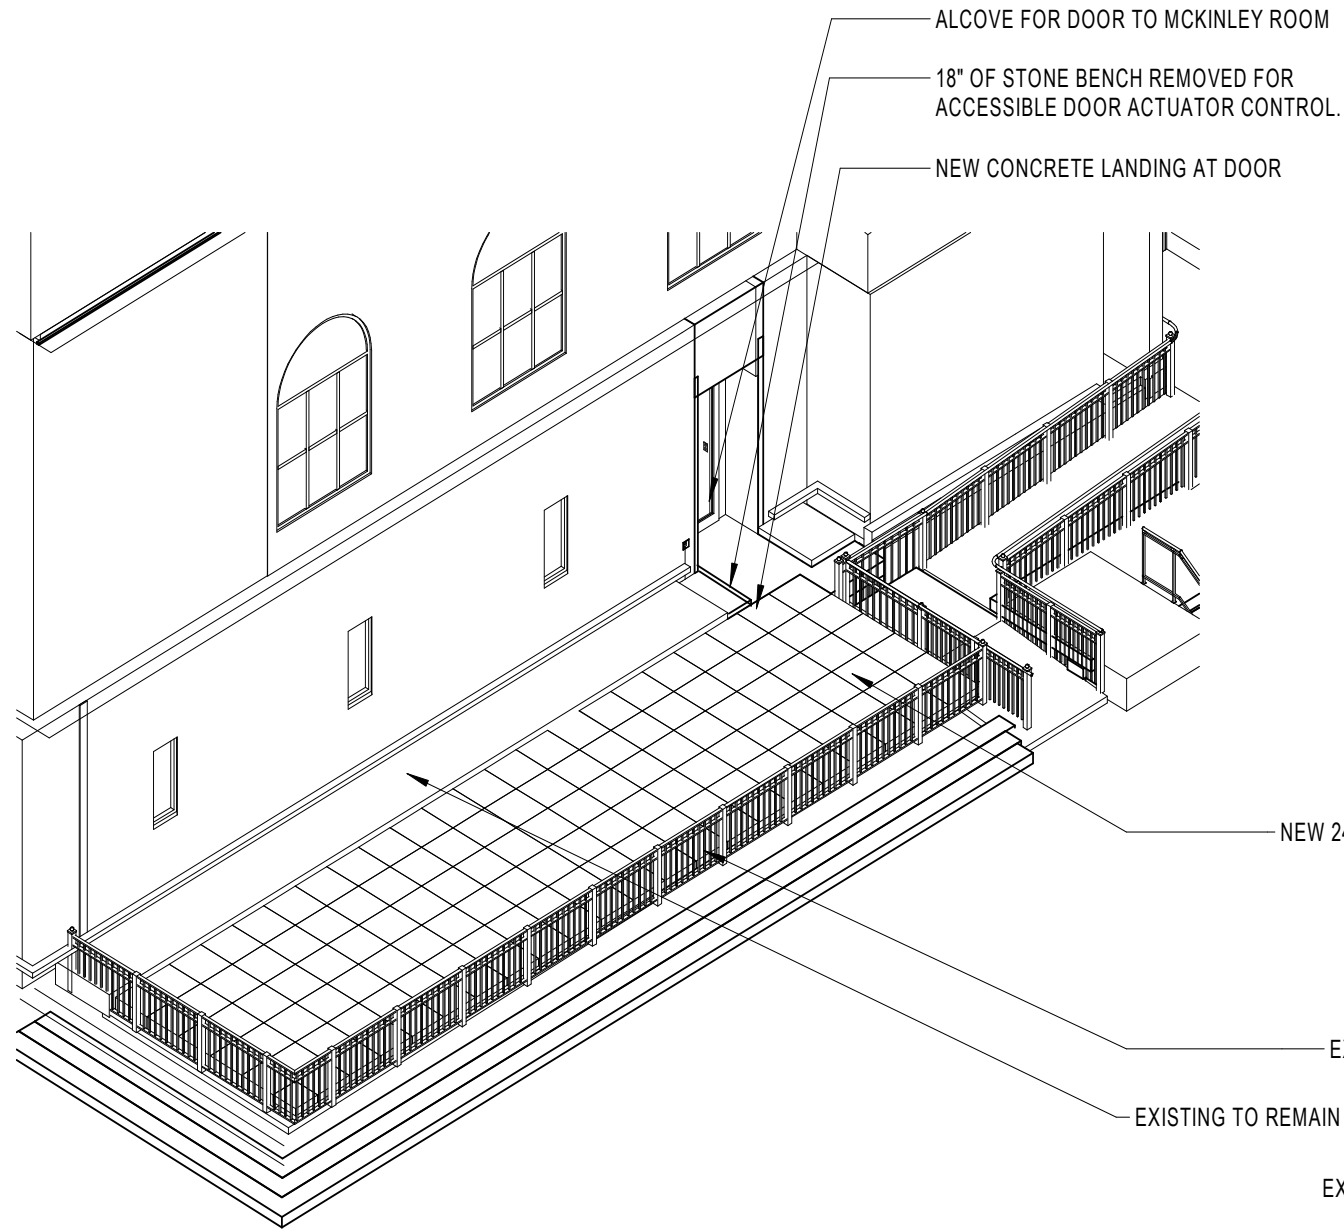 ALCOVE FOR DOOR TO MCKINLEY ROOM
18" OF STONE BENCH REMOVED FOR
ACCESSIBLE DOOR ACTUATOR CONTROL.
NEW CONCRETE LANDING AT DOOR
NEW
EXISTING TO REMAIN